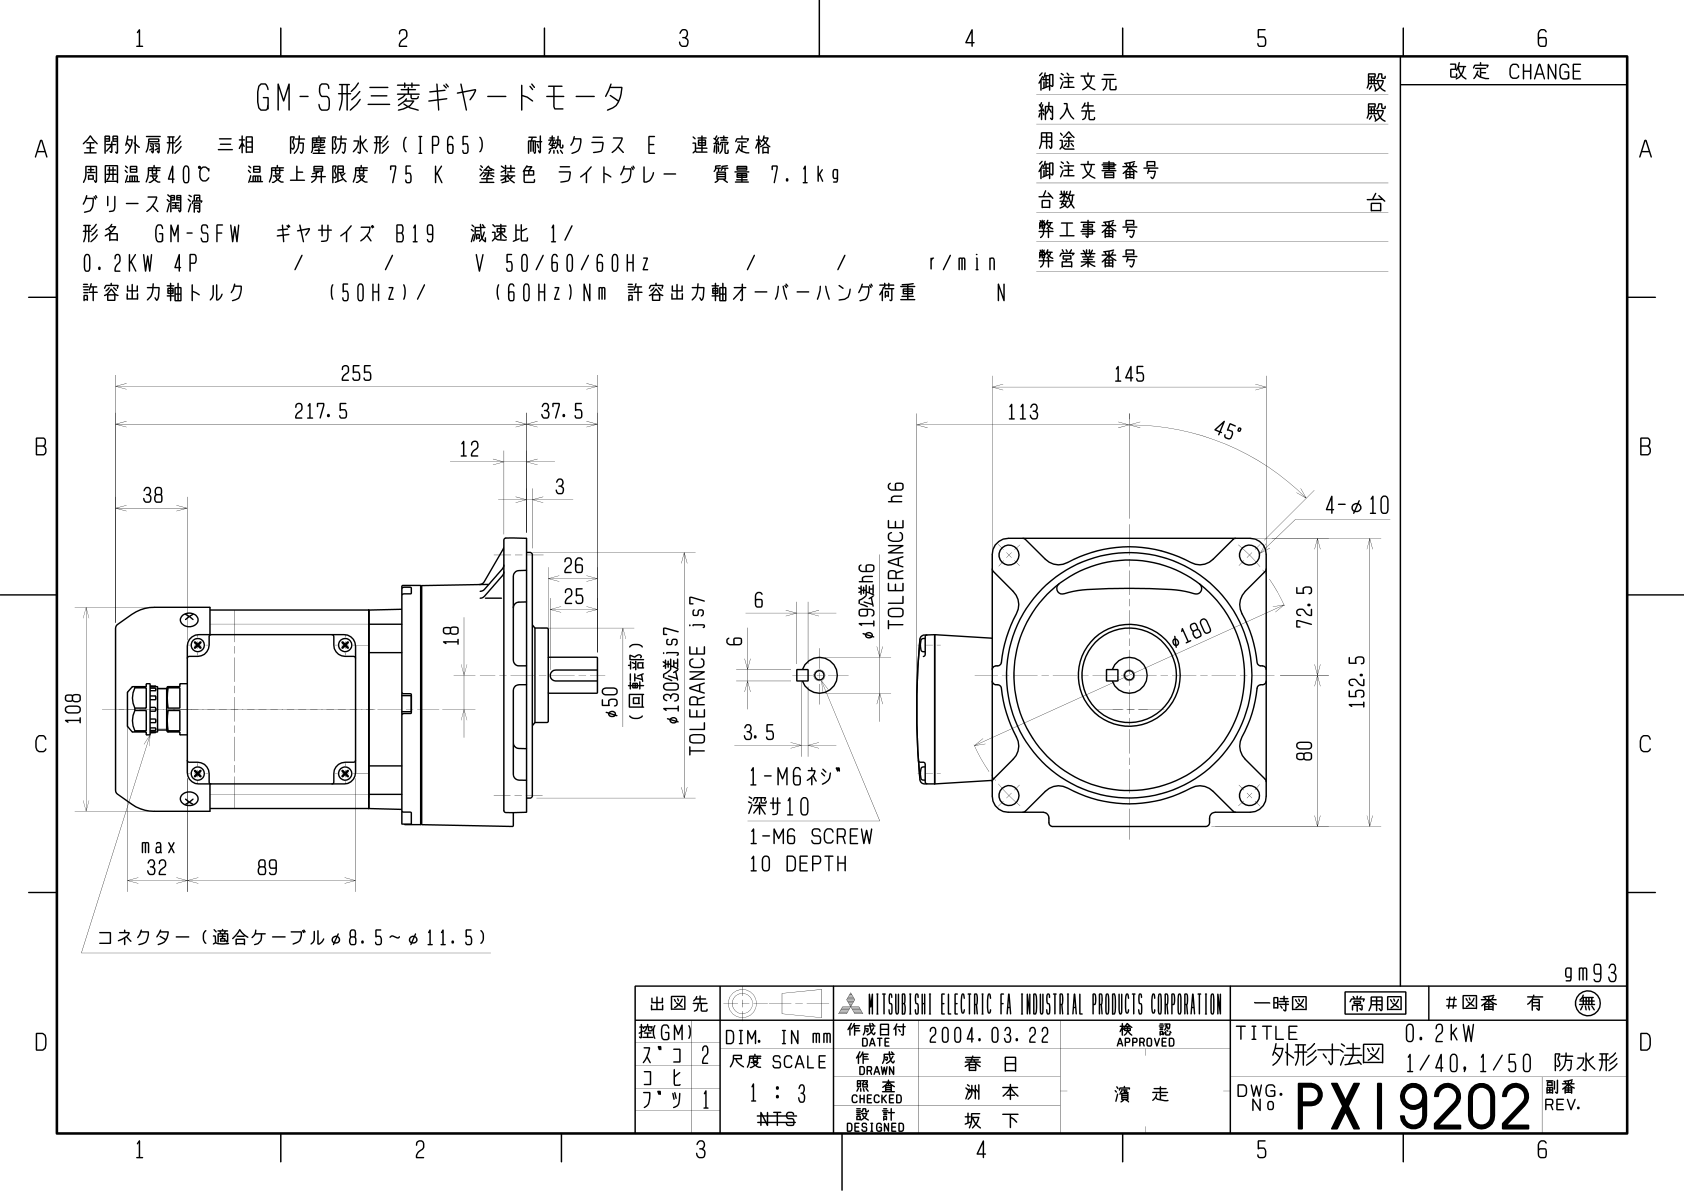 1 2 3 4 5 6
改定 CHANGE
GM-S形三菱ギヤードモータ
全閉外扇形 三相 防塵防水形(IP65) 耐熱クラス E 連続定格
周囲温度40℃ 温度上昇限度 75 K 塗装色 ライトグレー 質量 7.1kg
グリース潤滑
形名 GM-SFW ギヤサイズ B19 減速比 1/
0.2KW 4P / / V 50/60/60Hz / / r/min
許容出力軸トルク (50Hz)/ (60Hz)Nm 許容出力軸オーバーハング荷重 N
御注文元 殿
納入先 殿
用途
御注文書番号
台数 台
弊工事番号
弊営業番号
A
B
C
D
A
B
C
D
255
217.5
37.5
12
3
38
26
25
18
108
max
32
89
φ50
(回転部)
φ130公差js7
TOLERANCE js7
コネクター(適合ケーブルφ8.5~φ11.5)
6
6
3.5
φ19公差h6
TOLERANCE h6
1-M6ネジ
深サ10
1-M6 SCREW
10 DEPTH
145
113
45°
4-φ10
φ180
72.5
152.5
80
gm93
出図先
控(GM)
ズコ 2
コピ
ブツ 1
DIM. IN mm
尺度 SCALE
1 : 3
NTS
MITSUBISHI ELECTRIC FA INDUSTRIAL PRODUCTS CORPORATION
作成日付
DATE
2004.03.22
検 認
APPROVED
作 成
DRAWN
春 日
照 査
CHECKED
洲 本
濱 走
設 計
DESIGNED
坂 下
一時図 常用図 #図番 有 無
TITLE 0.2kW
外形寸法図 1/40,1/50 防水形
DWG.
No
PX19202
副番
REV.
1 2 3 4 5 6